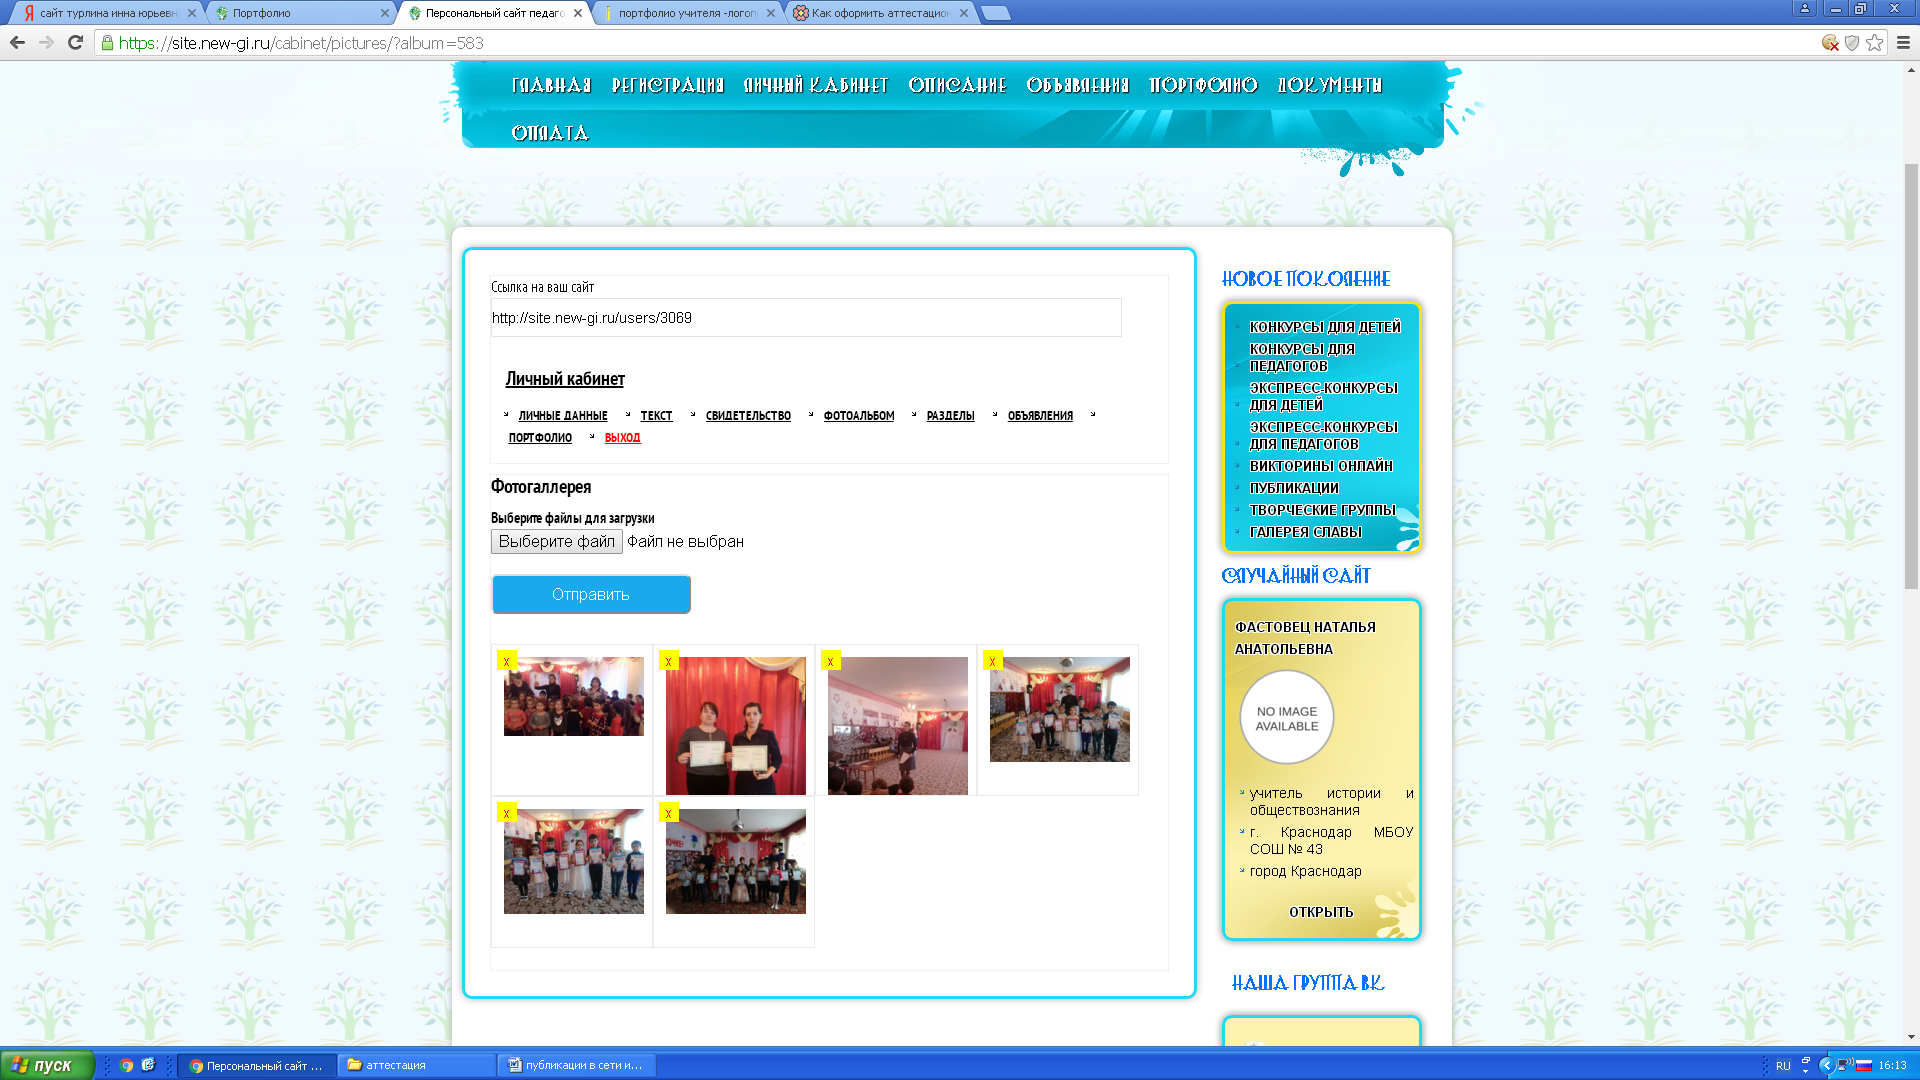 сайт турлина инна юрьевн
Портфолио
Персональный сайт педаго
портфолио учителя -логоп
Как оформить аттестацион
https://site.new-gi.ru/cabinet/pictures/?album=583
ГЛАВНАЯ РЕГИСТРАЦИЯ ЛИЧНЫЙ КАБИНЕТ ОПИСАНИЕ ОБЪЯВЛЕНИЯ ПОРТФОЛИО ДОКУМЕНТЫ
ОПЛАТА
Ссылка на ваш сайт
http://site.new-gi.ru/users/3069
Личный кабинет
ЛИЧНЫЕ ДАННЫЕ ТЕКСТ СВИДЕТЕЛЬСТВО ФОТОАЛЬБОМ РАЗДЕЛЫ ОБЪЯВЛЕНИЯ
ПОРТФОЛИО ВЫХОД
Фотогаллерея
Выберите файлы для загрузки
Выберите файл Файл не выбран
Отправить
X X X X
X X
НОВОЕ ПОКОЛЕНИЕ
КОНКУРСЫ ДЛЯ ДЕТЕЙ
КОНКУРСЫ ДЛЯ
ПЕДАГОГОВ
ЭКСПРЕСС-КОНКУРСЫ
ДЛЯ ДЕТЕЙ
ЭКСПРЕСС-КОНКУРСЫ
ДЛЯ ПЕДАГОГОВ
ВИКТОРИНЫ ОНЛАЙН
ПУБЛИКАЦИИ
ТВОРЧЕСКИЕ ГРУППЫ
ГАЛЕРЕЯ СЛАВЫ
СЛУЧАЙНЫЙ САЙТ
ФАСТОВЕЦ НАТАЛЬЯ
АНАТОЛЬЕВНА
NO IMAGE
AVAILABLE
учитель истории и
обществознания
г. Краснодар МБОУ
СОШ № 43
город Краснодар
ОТКРЫТЬ
НАША ГРУППА ВК
пуск
Персональный сайт ...
аттестация
публикации в сети и...
RU
16:13